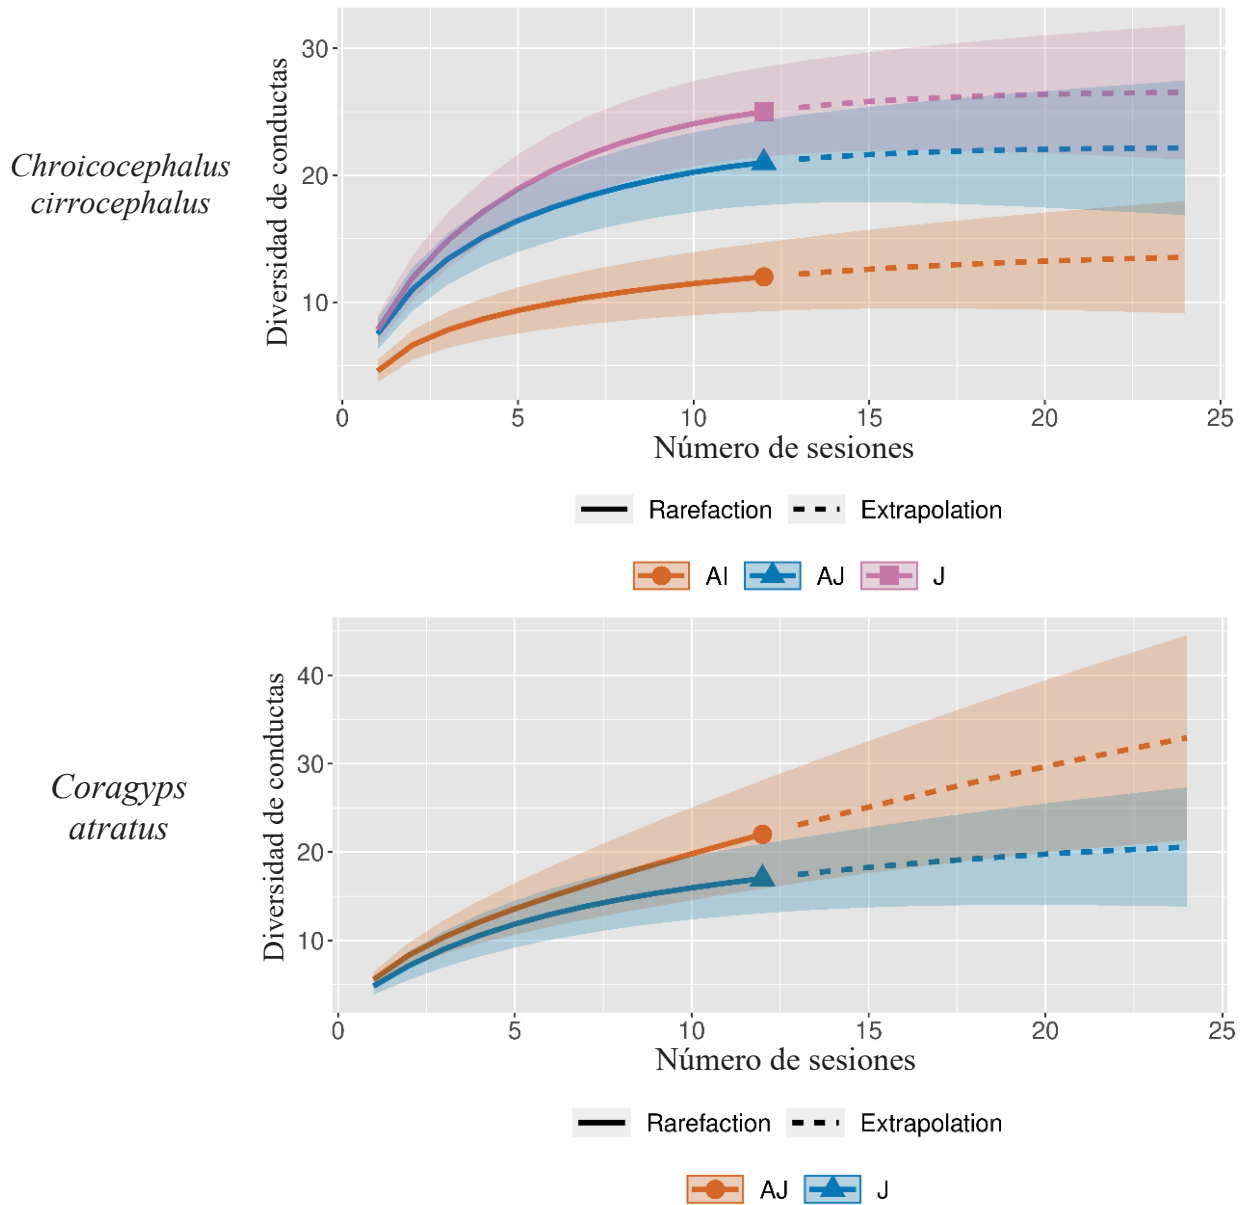 Chroicocephalus
cirrocephalus
Diversidad de conductas
30
20
10
0 5 10 15 20 25
Número de sesiones
Rarefaction Extrapolation
AI AJ J
Coragyps
atratus
Diversidad de conductas
40
30
20
10
0 5 10 15 20 25
Número de sesiones
Rarefaction Extrapolation
AJ J